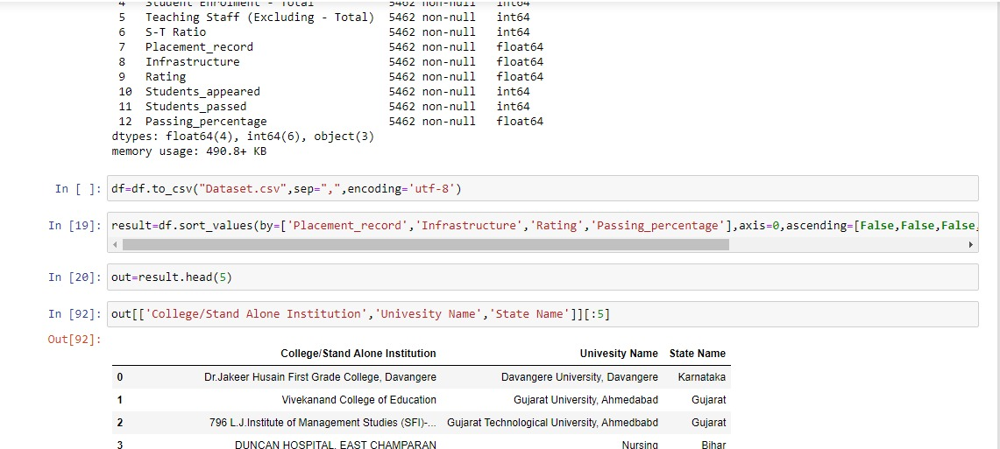 4 Student Enrolment - Total 5462 non-null int64
5 Teaching Staff (Excluding - Total) 5462 non-null int64
6 S-T Ratio 5462 non-null int64
7 Placement_record 5462 non-null float64
8 Infrastructure 5462 non-null float64
9 Rating 5462 non-null float64
10 Students_appeared 5462 non-null int64
11 Students_passed 5462 non-null int64
12 Passing_percentage 5462 non-null float64
dtypes: float64(4), int64(6), object(3)
memory usage: 490.8+ KB
In [ ]: df=df.to_csv("Dataset.csv",sep=",",encoding='utf-8')
In [19]: result=df.sort_values(by=['Placement_record','Infrastructure','Rating','Passing_percentage'],axis=0,ascending=[False,False,False,
In [20]: out=result.head(5)
In [92]: out[['College/Stand Alone Institution','Univesity Name','State Name']][:5]
Out[92]:
College/Stand Alone Institution Univesity Name State Name
0 Dr.Jakeer Husain First Grade College, Davangere Davangere University, Davangere Karnataka
1 Vivekanand College of Education Gujarat University, Ahmedabad Gujarat
2 796 L.J.Institute of Management Studies (SFI)-... Gujarat Technological University, Ahmedbabd Gujarat
3 DUNCAN HOSPITAL, EAST CHAMPARAN Nursing Bihar